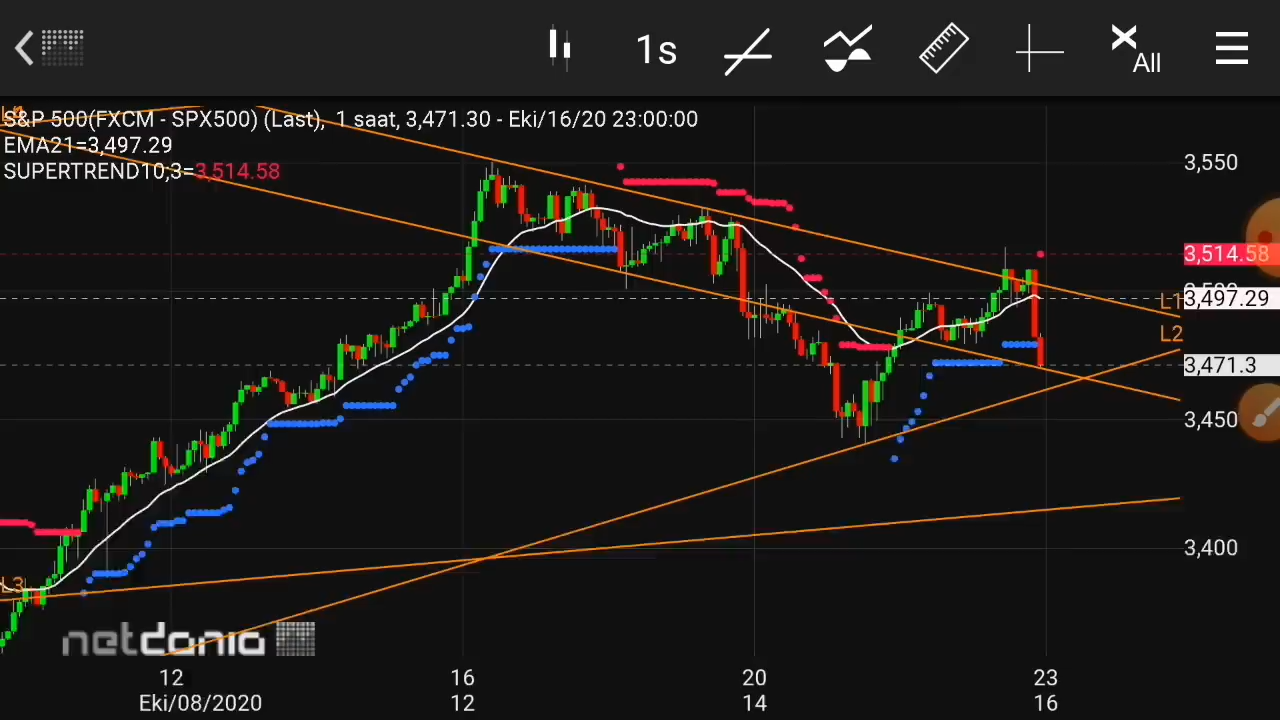 1s
All
S&P 500(FXCM - SPX500) (Last), 1 saat, 3,471.30 - Eki/16/20 23:00:00
EMA21=3,497.29
SUPERTREND10;3=3,514.58
3,550
3,514.58
L1
3,497.29
L2
3,471.3
3,450
3,400
L3
netdania
12 16 20 23
Eki/08/2020 12 14 16